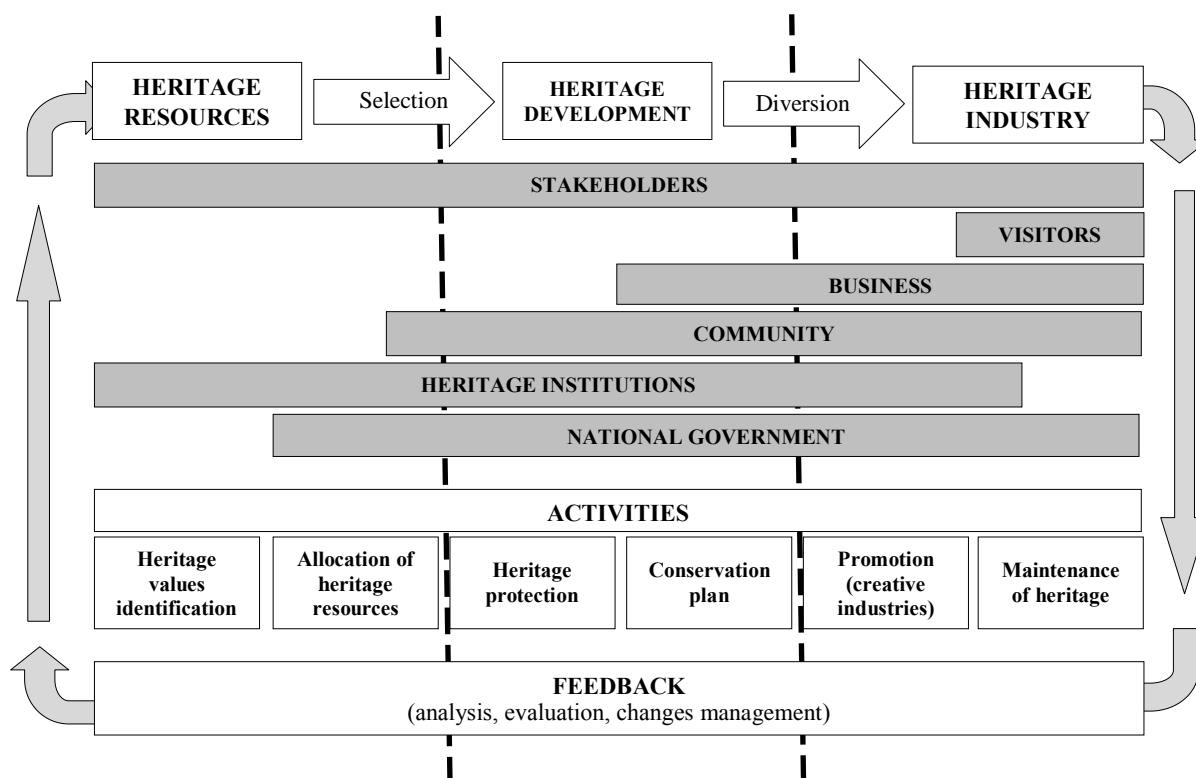 HERITAGE
RESOURCES
Selection
HERITAGE
DEVELOPMENT
Diversion
HERITAGE
INDUSTRY
STAKEHOLDERS
VISITORS
BUSINESS
COMMUNITY
HERITAGE INSTITUTIONS
NATIONAL GOVERNMENT
ACTIVITIES
Heritage
values
identification
Allocation of
heritage
resources
Heritage
protection
Conservation
plan
Promotion
(creative
industries)
Maintenance
of heritage
FEEDBACK
(analysis, evaluation, changes management)